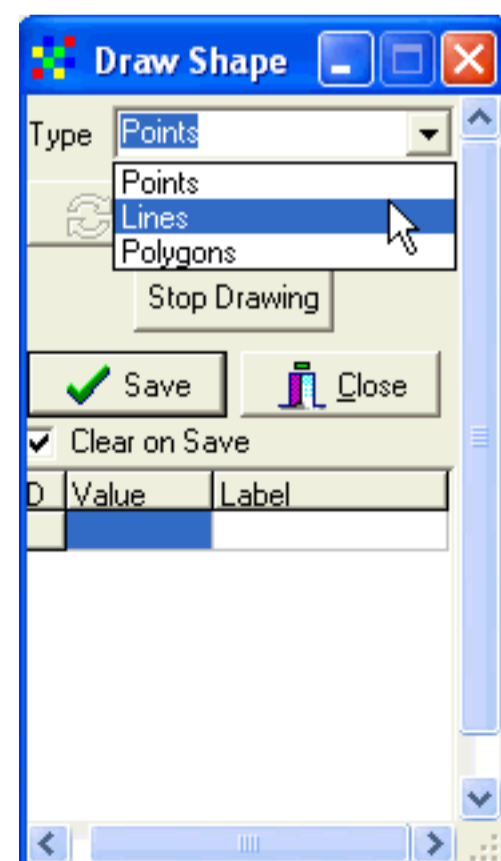 Draw Shape
Type Points
Points
Lines
Polygons
Stop Drawing
Save Close
Clear on Save
D Value Label